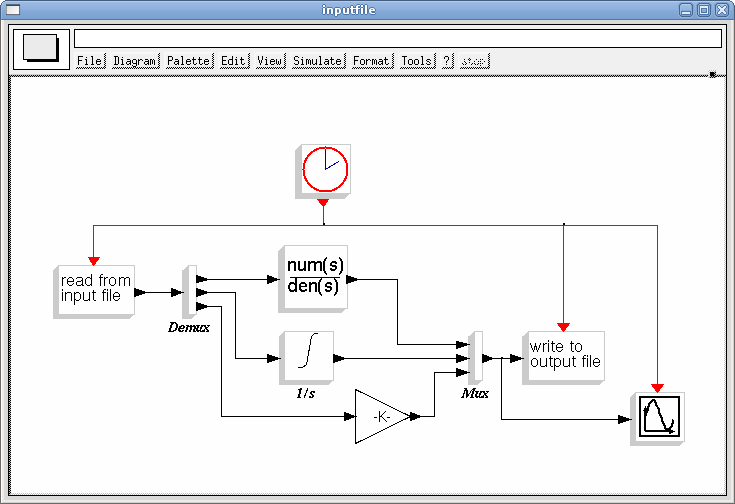 inputfile
File Diagram Palette Edit View Simulate Format Tools ? stop
read from
input file
Demux
num(s)
den(s)
1/s
-K-
Mux
write to
output file